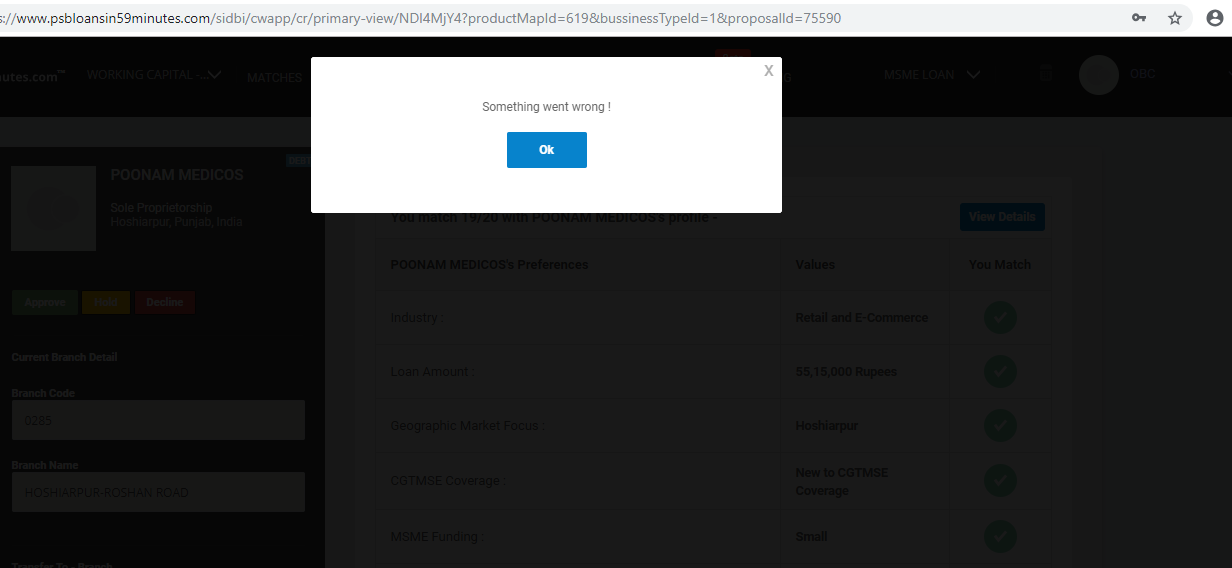 s://www.psbloansin59minutes.com/sidbi/cwapp/cr/primary-view/NDI4MjY4?productMapId=619&bussinessTypeId=1&proposalId=75590
nutes.com™ WORKING CAPITAL -... MATCHES G MSME LOAN OBC
X
Something went wrong !
Ok
POONAM MEDICOS
Sole Proprietorship
Hoshiarpur, Punjab, India
You match 19/20 with POONAM MEDICOS's profile -
View Details
POONAM MEDICOS's Preferences Values You Match
Approve Hold Decline
Industry : Retail and E-Commerce
Current Branch Detail
Loan Amount : 55,15,000 Rupees
Branch Code
0285
Geographic Market Focus : Hoshiarpur
Branch Name
HOSHIARPUR-ROSHAN ROAD
CGTMSE Coverage : New to CGTMSE
Coverage
MSME Funding : Small
Transfer To - Branch